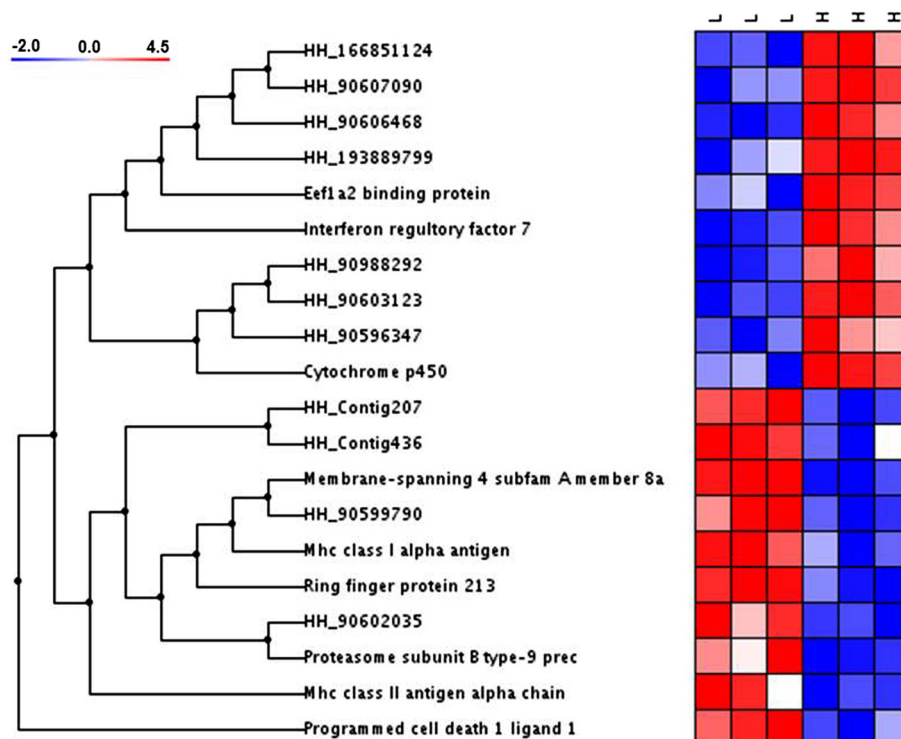 L L L H H H
-2.0 0.0 4.5
HH_166851124
HH_90607090
HH_90606468
HH_193889799
Eef1a2 binding protein
Interferon regultory factor 7
HH_90988292
HH_90603123
HH_90596347
Cytochrome p450
HH_Contig207
HH_Contig436
Membrane-spanning 4 subfam A member 8a
HH_90599790
Mhc class I alpha antigen
Ring finger protein 213
HH_90602035
Proteasome subunit B type-9 prec
Mhc class II antigen alpha chain
Programmed cell death 1 ligand 1